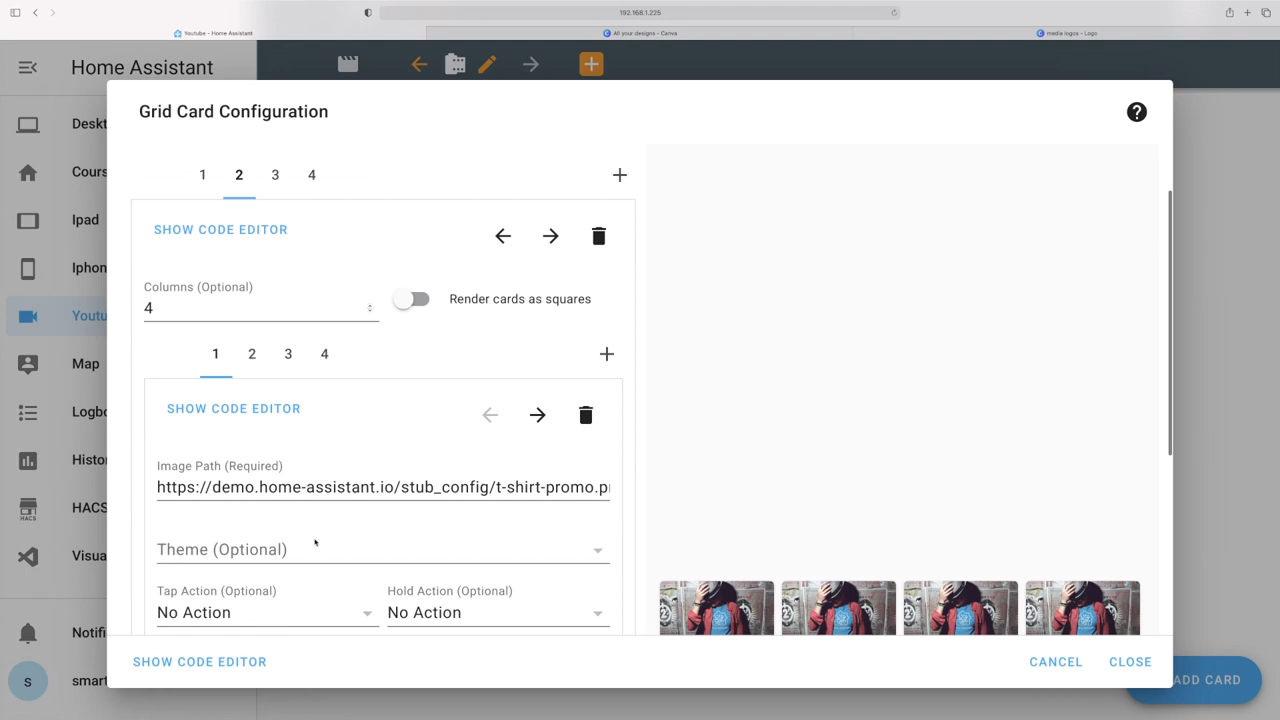 192.168.1.225
Youtube - Home Assistant
All your designs - Canva
media logos - Logo
Home Assistant
Grid Card Configuration
Deskt
Cours
Ipad
Iphon
Youtu
Map
Logbo
Histo
HACS
HACS
Visua
Notifi
S
smart
1
2
3
4
SHOW CODE EDITOR
Columns (Optional)
4
Render cards as squares
1
2
3
4
SHOW CODE EDITOR
Image Path (Required)
https://demo.home-assistant.io/stub_config/t-shirt-promo.p
Theme (Optional)
Tap Action (Optional)
No Action
Hold Action (Optional)
No Action
SHOW CODE EDITOR
CANCEL
CLOSE
ADD CARD